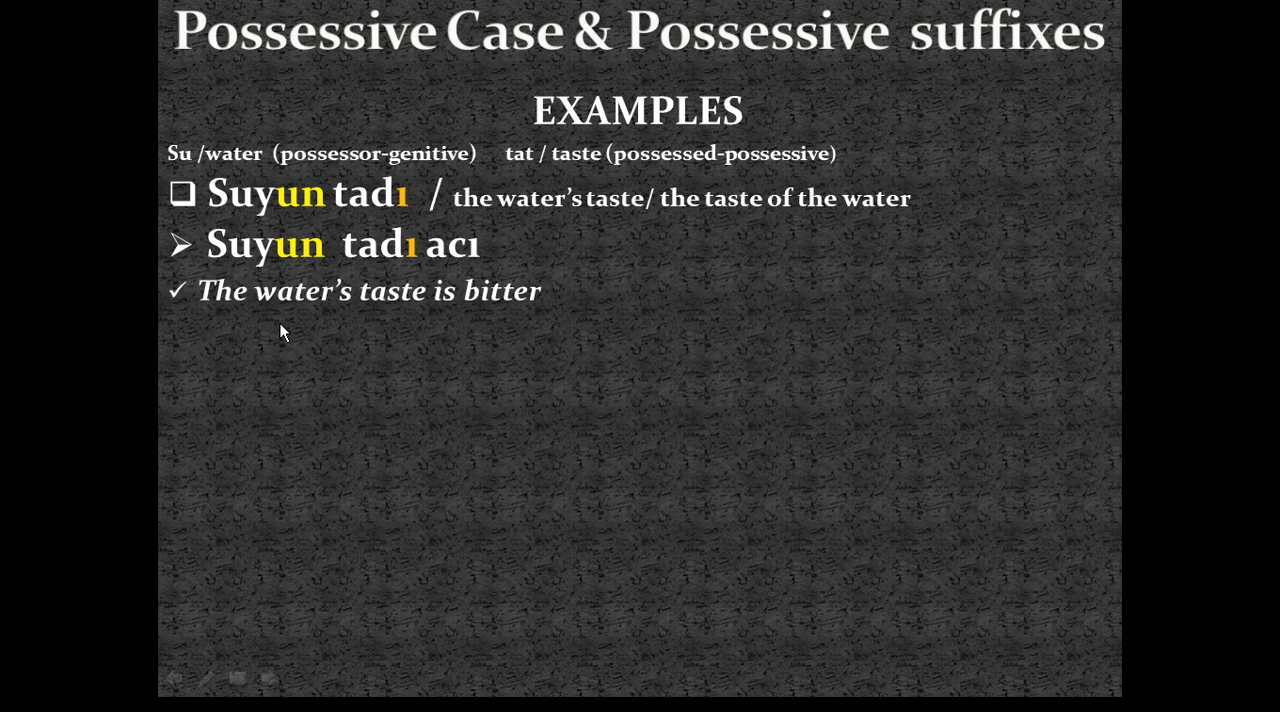 Possessive Case & Possessive suffixes
EXAMPLES
Su /water (possessor-genitive) tat / taste (possessed-possessive)
Suyun tadı / the water's taste/ the taste of the water
Suyun tadı acı
The water's taste is bitter